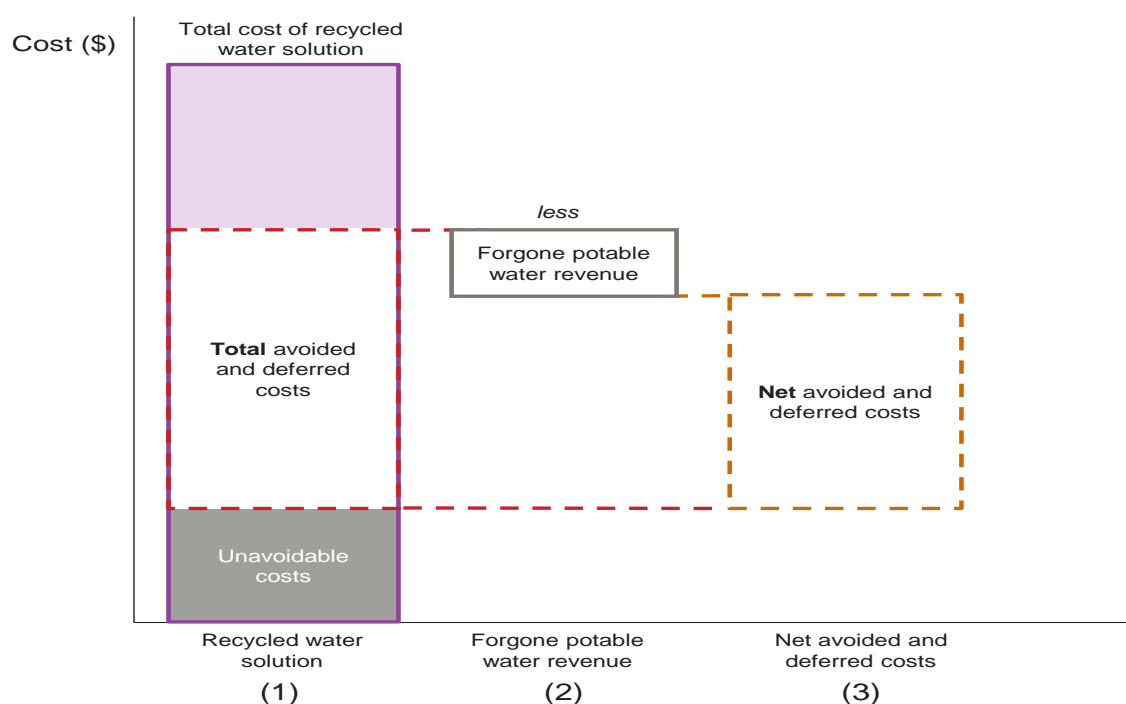 Cost ($)
Total cost of recycled
water solution
less
Forgone potable
water revenue
Total avoided
and deferred
costs
Net avoided and
deferred costs
Unavoidable
costs
Recycled water
solution
(1)
Forgone potable
water revenue
(2)
Net avoided and
deferred costs
(3)